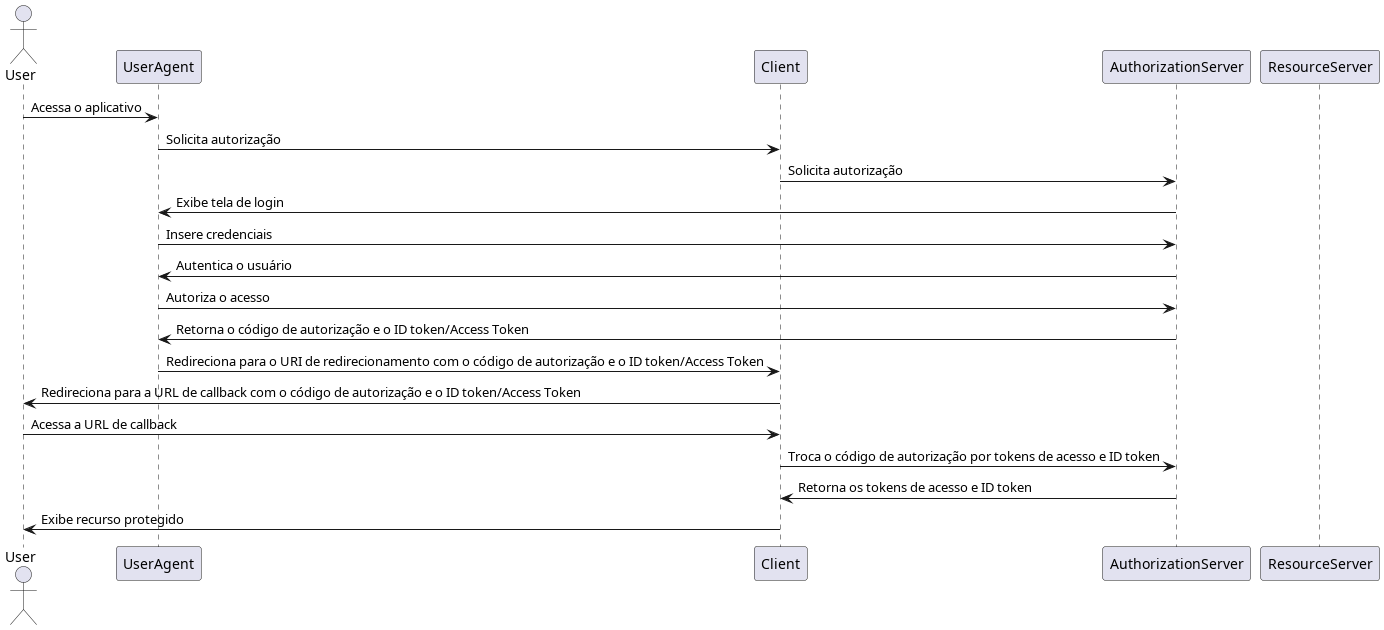 User
UserAgent
Client
AuthorizationServer
ResourceServer
Acessa o aplicativo
Solicita autorização
Solicita autorização
Exibe tela de login
Insere credenciais
Autentica o usuário
Autoriza o acesso
Retorna o código de autorização e o ID token/Access Token
Redireciona para o URI de redirecionamento com o código de autorização e o ID token/Access Token
Redireciona para a URL de callback com o código de autorização e o ID token/Access Token
Acessa a URL de callback
Troca o código de autorização por tokens de acesso e ID token
Retorna os tokens de acesso e ID token
Exibe recurso protegido
User
UserAgent
Client
AuthorizationServer
ResourceServer